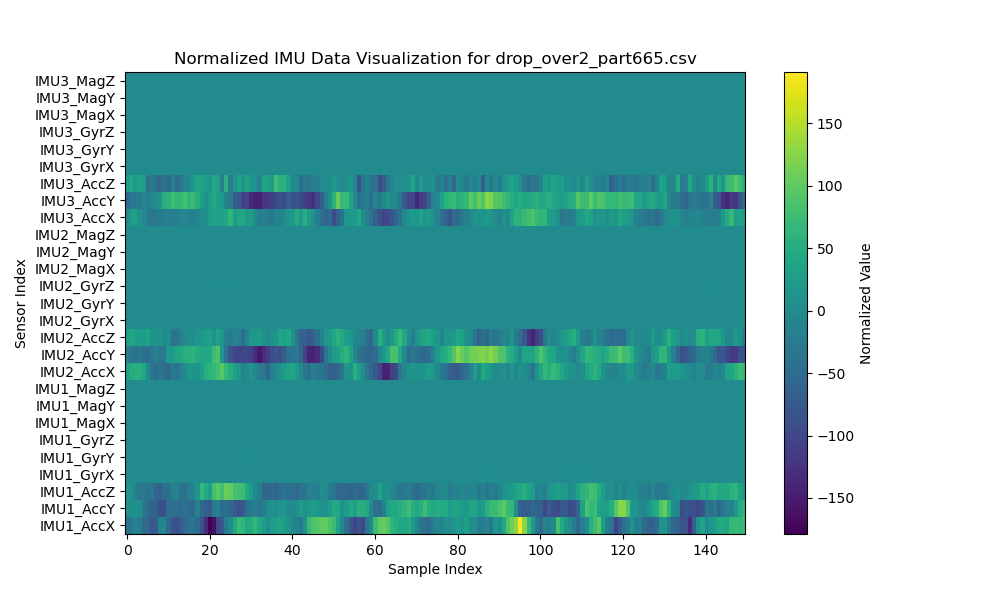 Normalized IMU Data Visualization for drop_over2_part665.csv
IMU3_MagZ
IMU3_MagY
IMU3_MagX
IMU3_GyrZ
IMU3_GyrY
IMU3_GyrX
IMU3_AccZ
IMU3_AccY
IMU3_AccX
IMU2_MagZ
IMU2_MagY
IMU2_MagX
IMU2_GyrZ
IMU2_GyrY
IMU2_GyrX
IMU2_AccZ
IMU2_AccY
IMU2_AccX
IMU1_MagZ
IMU1_MagY
IMU1_MagX
IMU1_GyrZ
IMU1_GyrY
IMU1_GyrX
IMU1_AccZ
IMU1_AccY
IMU1_AccX
Sensor Index
0 20 40 60 80 100 120 140
Sample Index
150
100
50
0
−50
−100
−150
Normalized Value